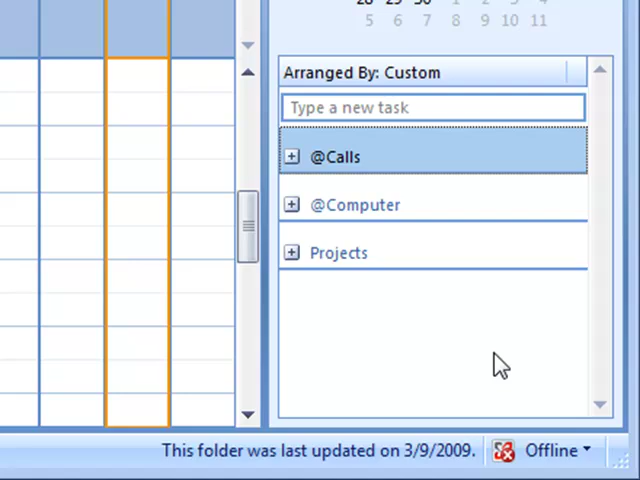 28 29 30 1 2 3 4
5 6 7 8 9 10 11
Arranged By: Custom
Type a new task
@Calls
@Computer
Projects
This folder was last updated on 3/9/2009.
Offline